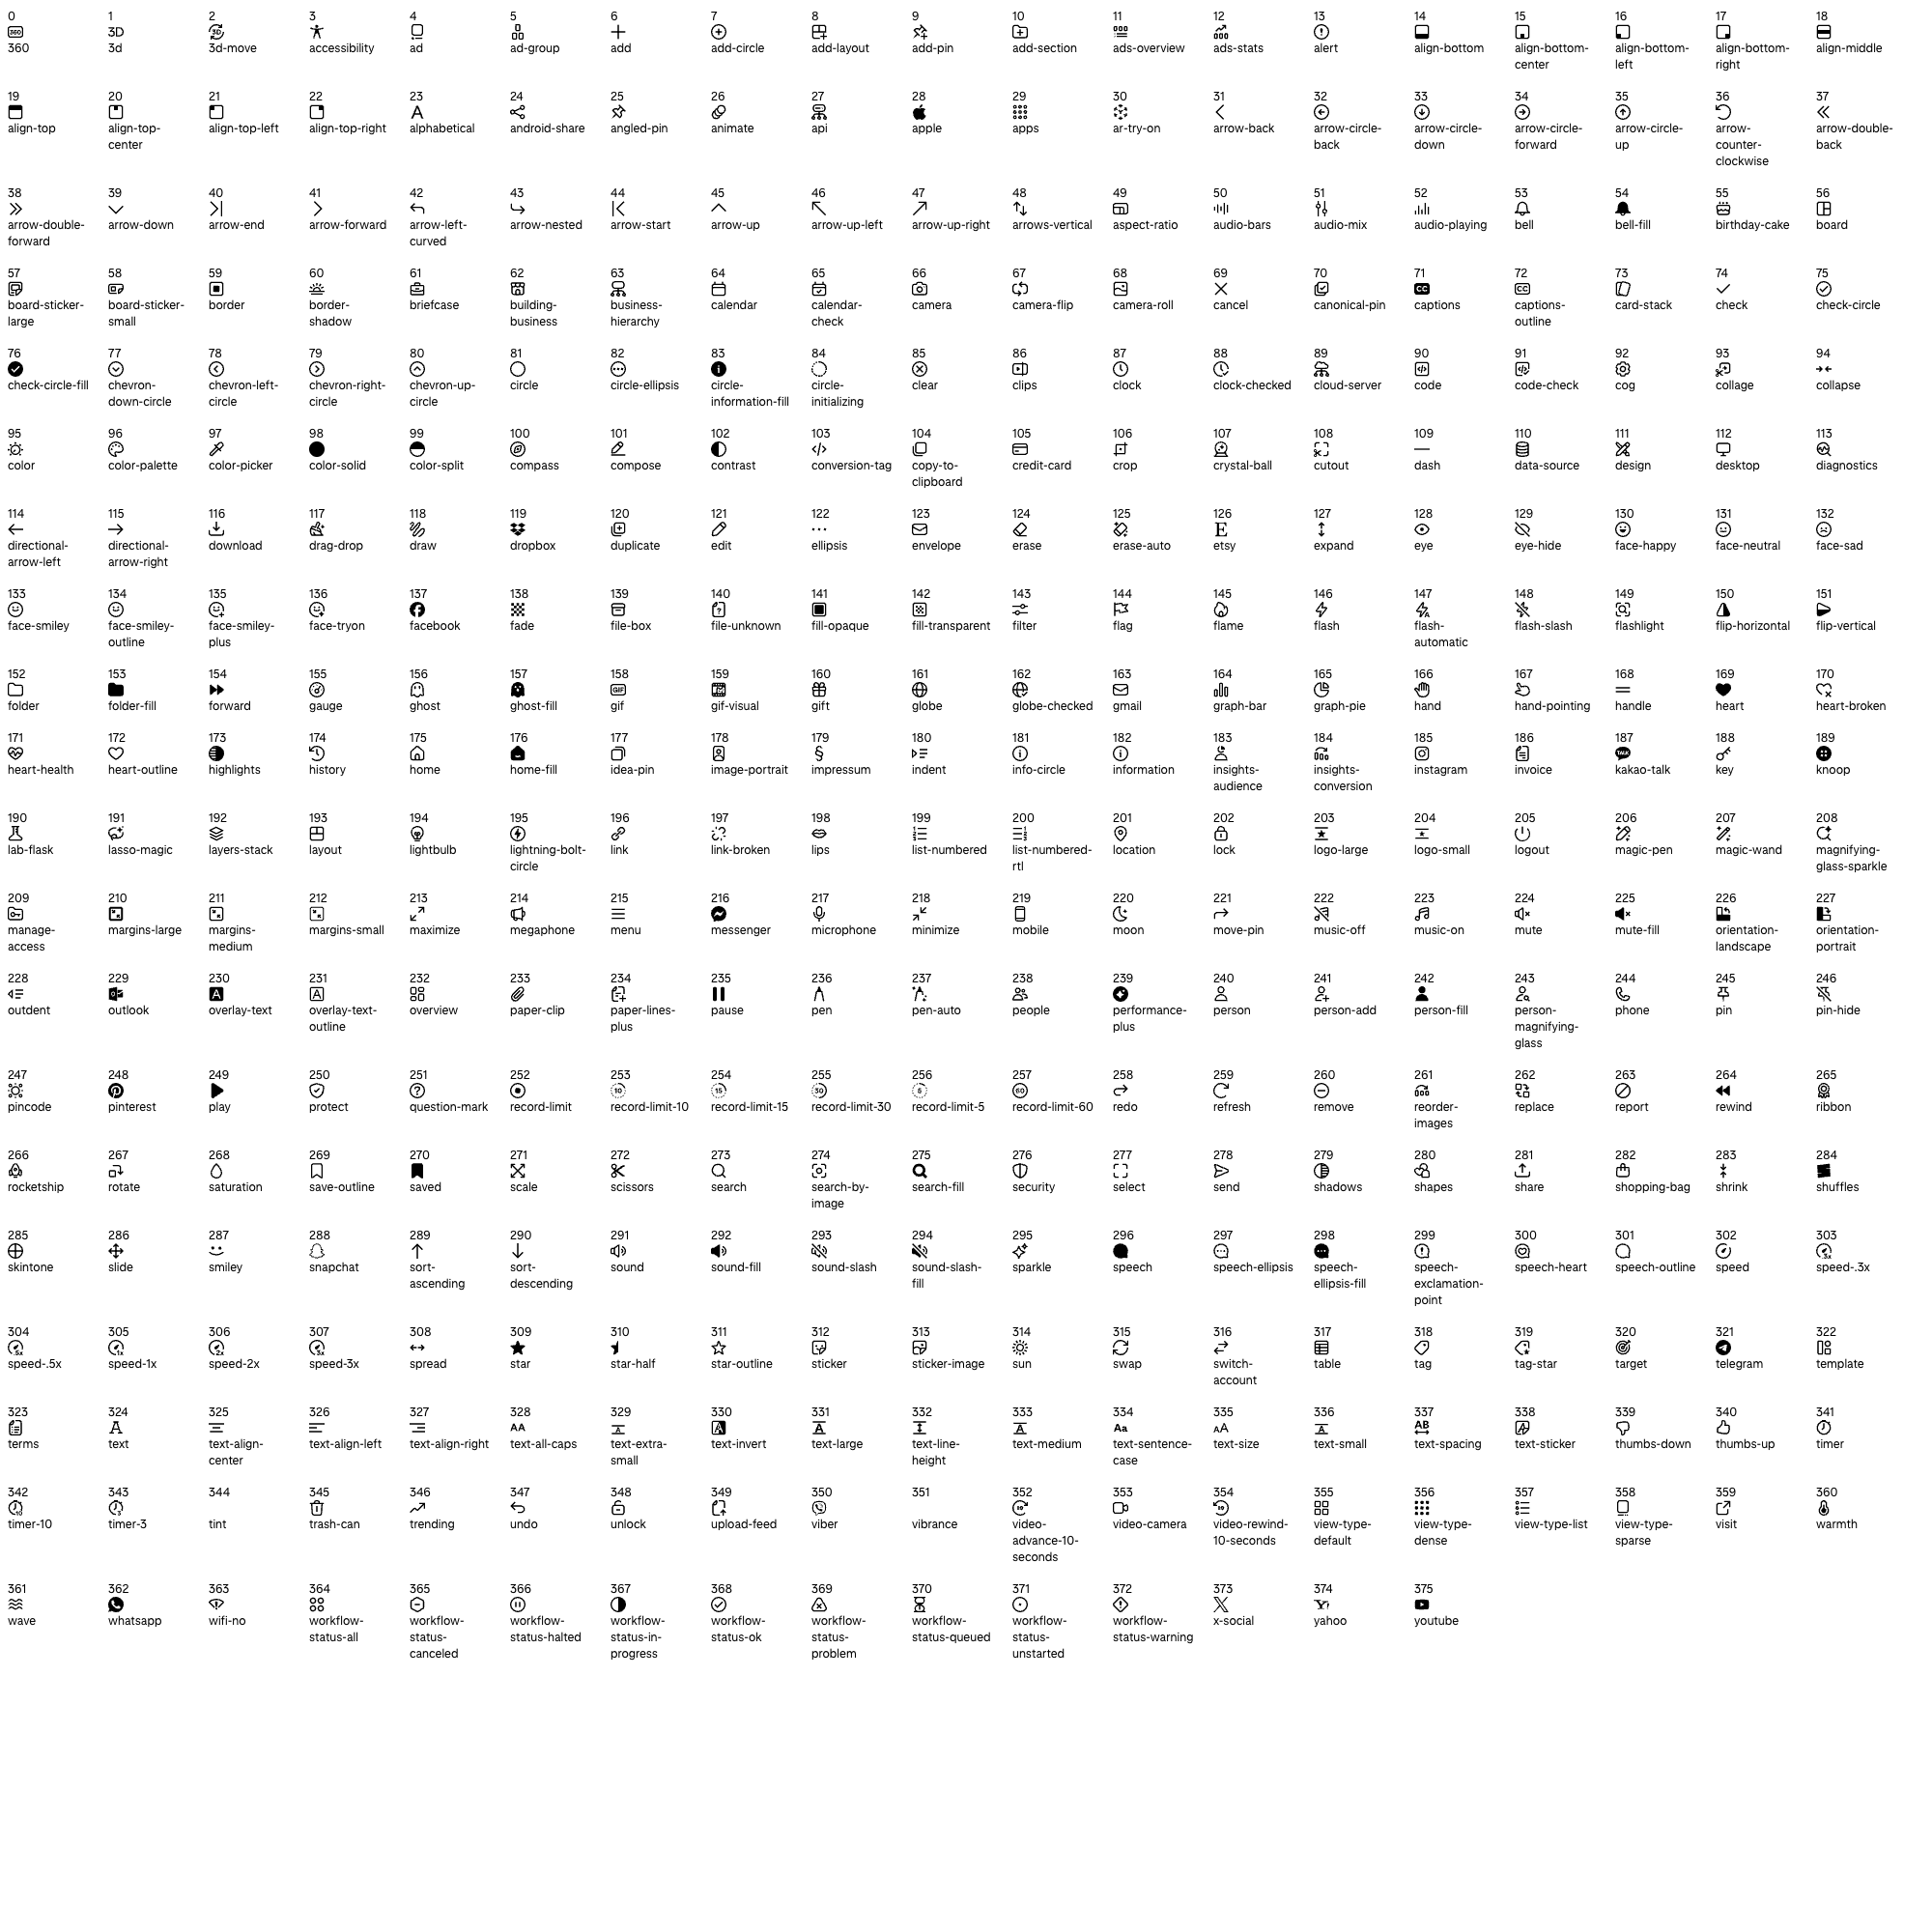 0 1 2 3 4 5 6 7 8 9 10 11 12 13 14 15 16 17 18
360 3d 3d-move accessibility ad ad-group add add-circle add-layout add-pin add-section ads-overview ads-stats alert align-bottom align-bottom- align-bottom- align-bottom- align-middle
center left right
19 20 21 22 23 24 25 26 27 28 29 30 31 32 33 34 35 36 37
align-top align-top- align-top-left align-top-right alphabetical android-share angled-pin animate api apple apps ar-try-on arrow-back arrow-circle- arrow-circle- arrow-circle- arrow-circle- arrow- arrow-double-
center back down forward up counter- back
clockwise
38 39 40 41 42 43 44 45 46 47 48 49 50 51 52 53 54 55 56
arrow-double- arrow-down arrow-end arrow-forward arrow-left- arrow-nested arrow-start arrow-up arrow-up-left arrow-up-right arrows-vertical aspect-ratio audio-bars audio-mix audio-playing bell bell-fill birthday-cake board
forward curved
57 58 59 60 61 62 63 64 65 66 67 68 69 70 71 72 73 74 75
board-sticker- board-sticker- border border- briefcase building- business- calendar calendar- camera camera-flip camera-roll cancel canonical-pin captions captions- card-stack check check-circle
large small shadow business hierarchy check outline
76 77 78 79 80 81 82 83 84 85 86 87 88 89 90 91 92 93 94
check-circle-fill chevron- chevron-left- chevron-right- chevron-up- circle circle-ellipsis circle- circle- clear clips clock clock-checked cloud-server code code-check cog collage collapse
down-circle circle circle circle information-fill initializing
95 96 97 98 99 100 101 102 103 104 105 106 107 108 109 110 111 112 113
color color-palette color-picker color-solid color-split compass compose contrast conversion-tag copy-to- credit-card crop crystal-ball cutout dash data-source design desktop diagnostics
clipboard
114 115 116 117 118 119 120 121 122 123 124 125 126 127 128 129 130 131 132
directional- directional- download drag-drop draw dropbox duplicate edit ellipsis envelope erase erase-auto etsy expand eye eye-hide face-happy face-neutral face-sad
arrow-left arrow-right
133 134 135 136 137 138 139 140 141 142 143 144 145 146 147 148 149 150 151
face-smiley face-smiley- face-smiley- face-tryon facebook fade file-box file-unknown fill-opaque fill-transparent filter flag flame flash flash- flash-slash flashlight flip-horizontal flip-vertical
outline plus automatic
152 153 154 155 156 157 158 159 160 161 162 163 164 165 166 167 168 169 170
folder folder-fill forward gauge ghost ghost-fill gif gif-visual gift globe globe-checked gmail graph-bar graph-pie hand hand-pointing handle heart heart-broken
171 172 173 174 175 176 177 178 179 180 181 182 183 184 185 186 187 188 189
heart-health heart-outline highlights history home home-fill idea-pin image-portrait impressum indent info-circle information insights- insights- instagram invoice kakao-talk key knoop
audience conversion
190 191 192 193 194 195 196 197 198 199 200 201 202 203 204 205 206 207 208
lab-flask lasso-magic layers-stack layout lightbulb lightning-bolt- link link-broken lips list-numbered list-numbered- location lock logo-large logo-small logout magic-pen magic-wand magnifying-
circle rtl glass-sparkle
209 210 211 212 213 214 215 216 217 218 219 220 221 222 223 224 225 226 227
manage- margins-large margins- margins-small maximize megaphone menu messenger microphone minimize mobile moon move-pin music-off music-on mute mute-fill orientation- orientation-
access medium landscape portrait
228 229 230 231 232 233 234 235 236 237 238 239 240 241 242 243 244 245 246
outdent outlook overlay-text overlay-text- overview paper-clip paper-lines- pause pen pen-auto people performance- person person-add person-fill person- phone pin pin-hide
outline plus plus magnifying-
glass
247 248 249 250 251 252 253 254 255 256 257 258 259 260 261 262 263 264 265
pincode pinterest play protect question-mark record-limit record-limit-10 record-limit-15 record-limit-30 record-limit-5 record-limit-60 redo refresh remove reorder- replace report rewind ribbon
images
266 267 268 269 270 271 272 273 274 275 276 277 278 279 280 281 282 283 284
rocketship rotate saturation save-outline saved scale scissors search search-by- search-fill security select send shadows shapes share shopping-bag shrink shuffles
image
285 286 287 288 289 290 291 292 293 294 295 296 297 298 299 300 301 302 303
skintone slide smiley snapchat sort- sort- sound sound-fill sound-slash sound-slash- sparkle speech speech-ellipsis speech- speech- speech-heart speech-outline speed speed-.3x
ascending descending fill ellipsis-fill exclamation-
point
304 305 306 307 308 309 310 311 312 313 314 315 316 317 318 319 320 321 322
speed-.5x speed-1x speed-2x speed-3x spread star star-half star-outline sticker sticker-image sun swap switch- table tag tag-star target telegram template
account
323 324 325 326 327 328 329 330 331 332 333 334 335 336 337 338 339 340 341
terms text text-align- text-align-left text-align-right text-all-caps text-extra- text-invert text-large text-line- text-medium text-sentence- text-size text-small text-spacing text-sticker thumbs-down thumbs-up timer
center small height case
342 343 344 345 346 347 348 349 350 351 352 353 354 355 356 357 358 359 360
timer-10 timer-3 tint trash-can trending undo unlock upload-feed viber vibrance video- video-camera video-rewind- view-type- view-type- view-type-list view-type- visit warmth
advance-10- 10-seconds default dense sparse
seconds
361 362 363 364 365 366 367 368 369 370 371 372 373 374 375
wave whatsapp wifi-no workflow- workflow- workflow- workflow- workflow- workflow- workflow- workflow- workflow- x-social yahoo youtube
status-all status- status-halted status-in- status-ok status- status-queued status- status-warning
canceled progress problem unstarted